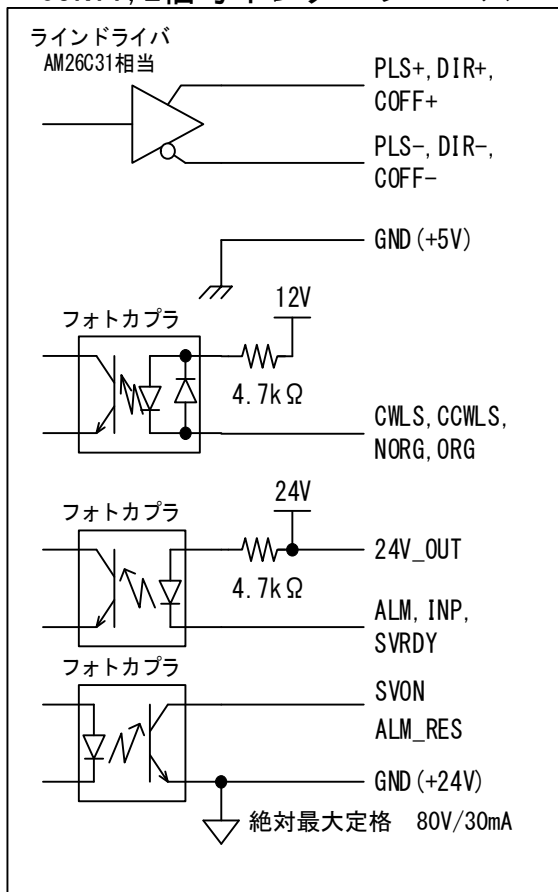 ラインドライバ
AM26C31相当
PLS+, DIR+,
COFF+
PLS-, DIR-,
COFF-
GND(+5V)
12V
フォトカプラ
4.7kΩ
CWLS, CCWLS,
NORG, ORG
24V
フォトカプラ
24V_OUT
4.7kΩ
ALM, INP,
SVRDY
フォトカプラ
SVON
ALM_RES
GND(+24V)
絶対最大定格 80V/30mA